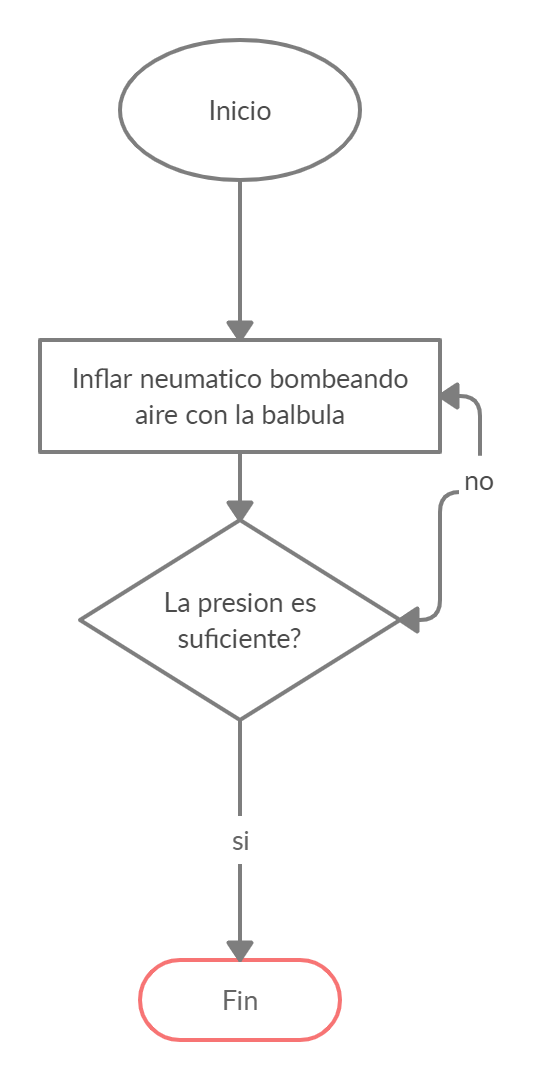 Inicio
Inflar neumatico bombeando
aire con la balbula
no
La presion es
suficiente?
si
Fin